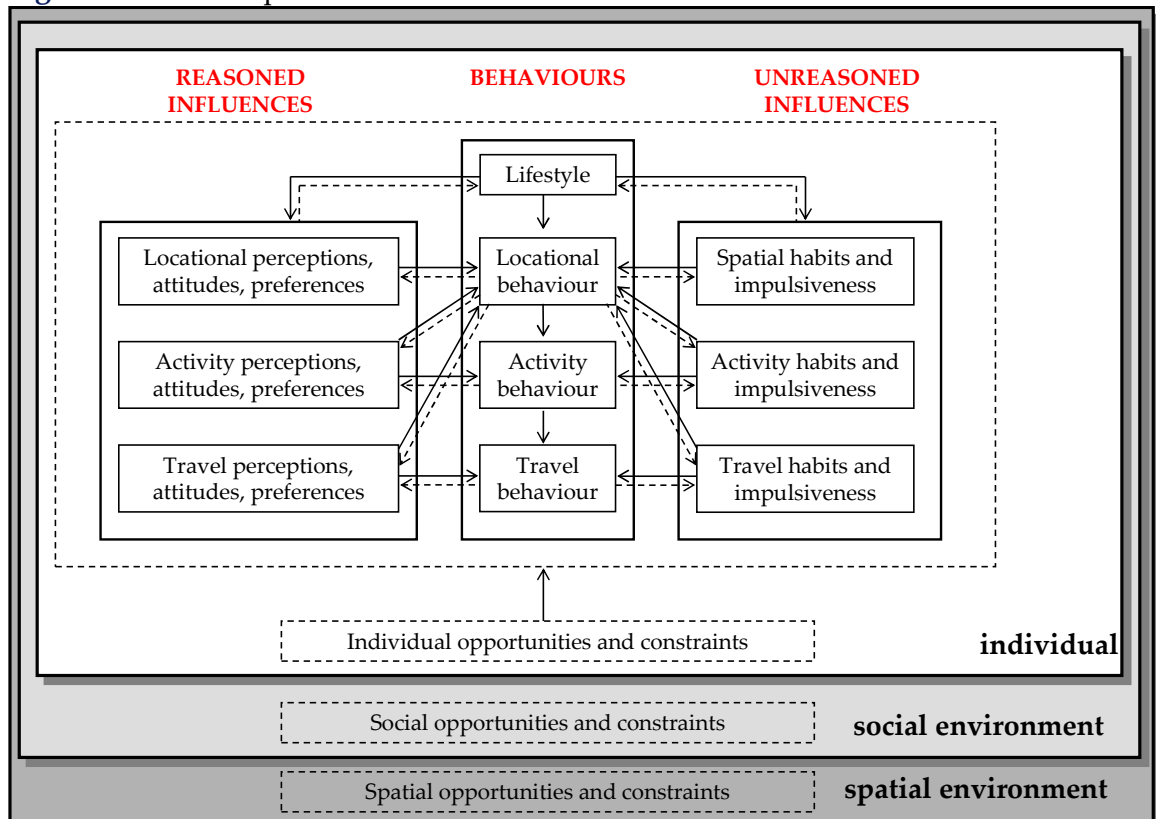 REASONED
INFLUENCES
BEHAVIOURS
UNREASONED
INFLUENCES
Lifestyle
Locational perceptions,
attitudes, preferences
Locational
behaviour
Spatial habits and
impulsiveness
Activity perceptions,
attitudes, preferences
Activity
behaviour
Activity habits and
impulsiveness
Travel perceptions,
attitudes, preferences
Travel
behaviour
Travel habits and
impulsiveness
Individual opportunities and constraints
individual
Social opportunities and constraints
social environment
Spatial opportunities and constraints
spatial environment